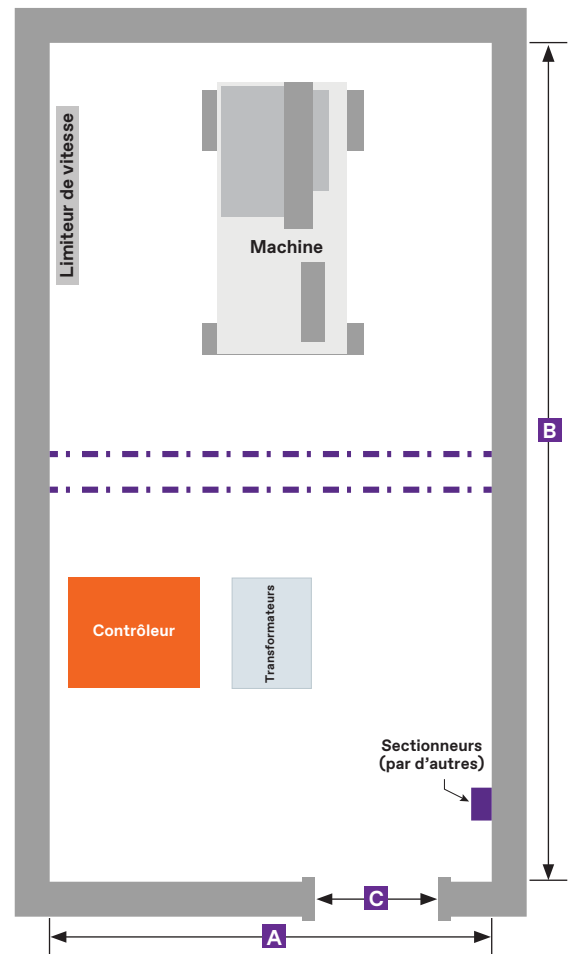 Limiteur de vitesse
Machine
B
Contrôleur
Transformateurs
Sectionneurs
(par d'autres)
C
A